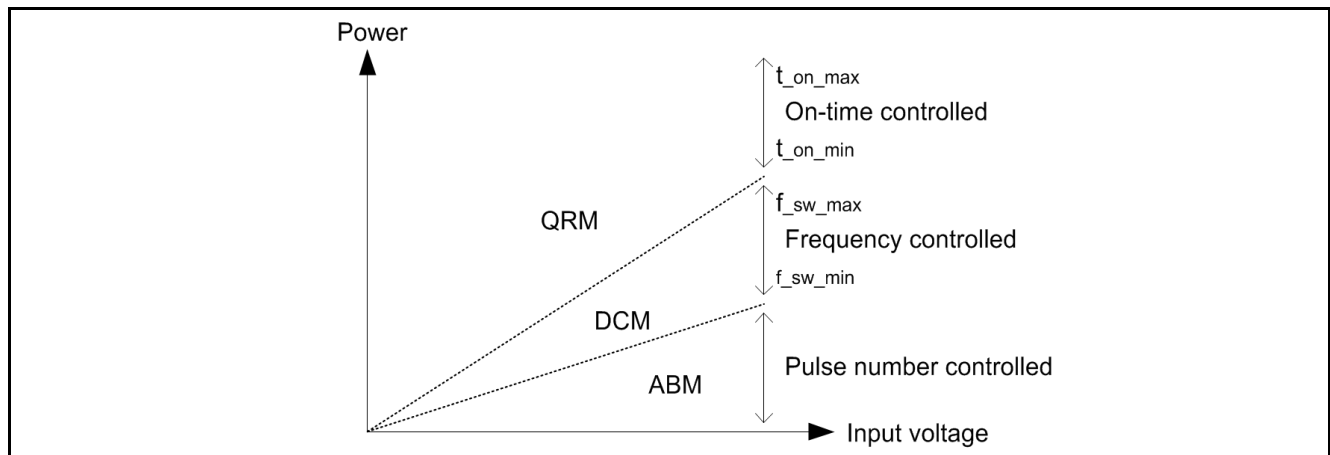 Power
t_on_max
On-time controlled
t_on_min
QRM
f_sw_max
Frequency controlled
f_sw_min
DCM
ABM
Pulse number controlled
Input voltage